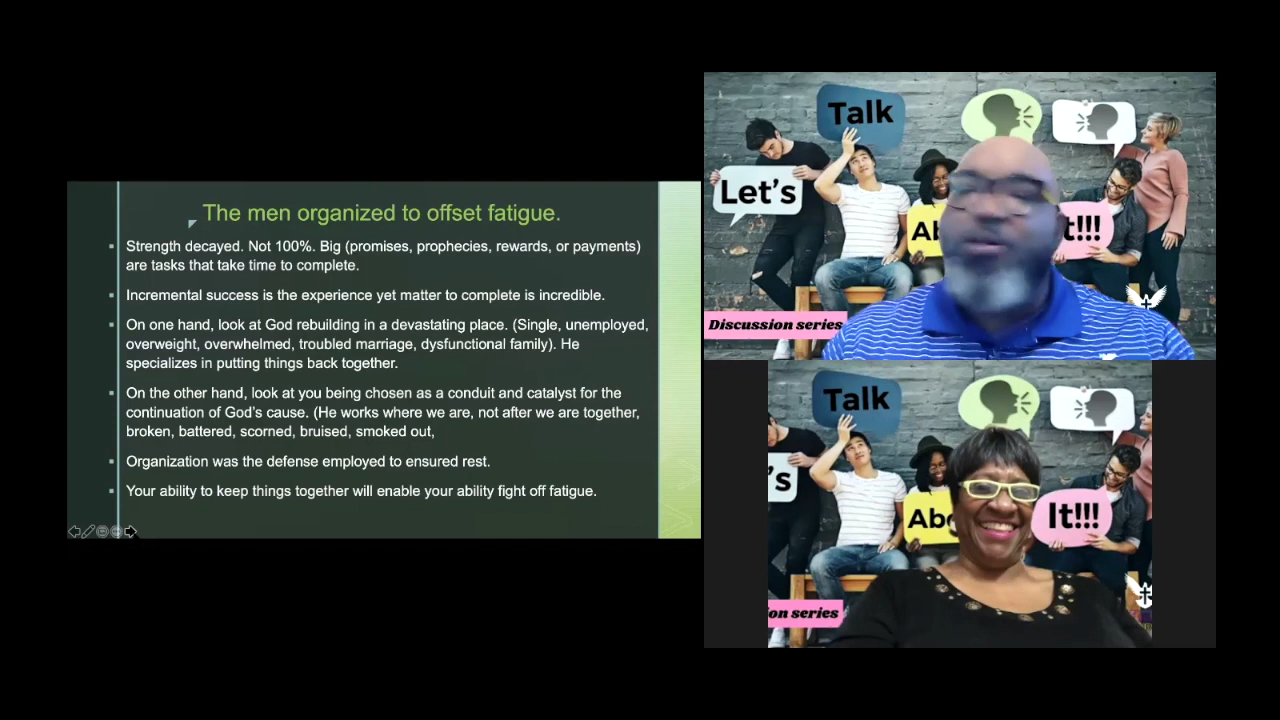 The men organized to offset fatigue.
Strength decayed. Not 100%. Big (promises, prophecies, rewards, or payments)
are tasks that take time to complete.
Incremental success is the experience yet matter to complete is incredible.
On one hand, look at God rebuilding in a devastating place. (Single, unemployed,
overweight, overwhelmed, troubled marriage, dysfunctional family). He
specializes in putting things back together.
On the other hand, look at you being chosen as a conduit and catalyst for the
continuation of God's cause. (He works where we are, not after we are together,
broken, battered, scorned, bruised, smoked out,
Organization was the defense employed to ensured rest.
Your ability to keep things together will enable your ability fight off fatigue.
Talk
Let's
Ab
t!!!
Discussion series
Talk
's
Abo
It!!!
on series